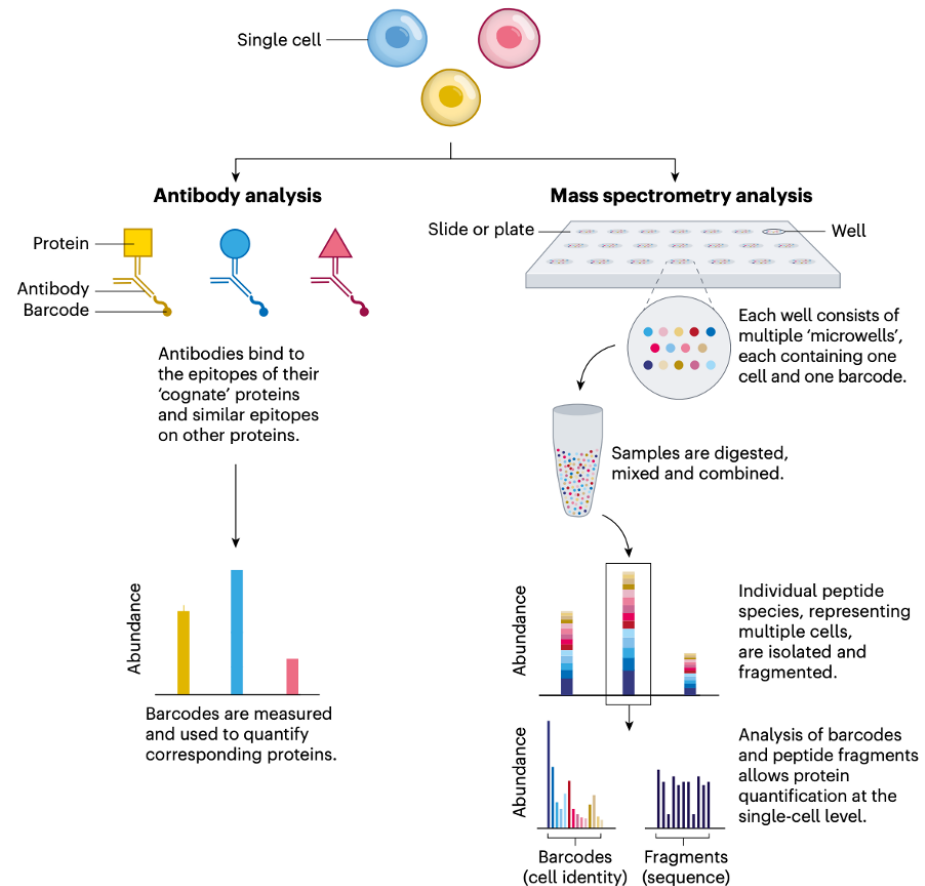 Single cell
Antibody analysis
Protein
Antibody
Barcode
Antibodies bind to
the epitopes of their
‘cognate’ proteins
and similar epitopes
on other proteins.
Abundance
Barcodes are measured
and used to quantify
corresponding proteins.
Mass spectrometry analysis
Slide or plate
Well
Each well consists of
multiple ‘microwells’,
each containing one
cell and one barcode.
Samples are digested,
mixed and combined.
Abundance
Individual peptide
species, representing
multiple cells,
are isolated and
fragmented.
Abundance
Analysis of barcodes
and peptide fragments
allows protein
quantification at the
single-cell level.
Barcodes
(cell identity)
Fragments
(sequence)